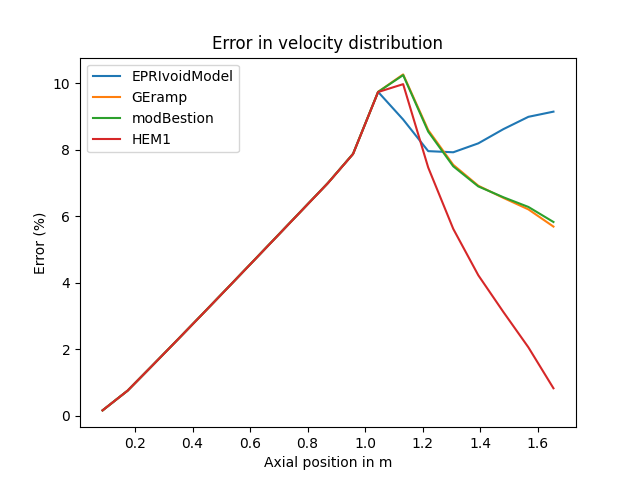 Error in velocity distribution
EPRIvoidModel
GEramp
modBestion
HEM1
Error (%)
10
8
6
4
2
0
0.2 0.4 0.6 0.8 1.0 1.2 1.4 1.6
Axial position in m